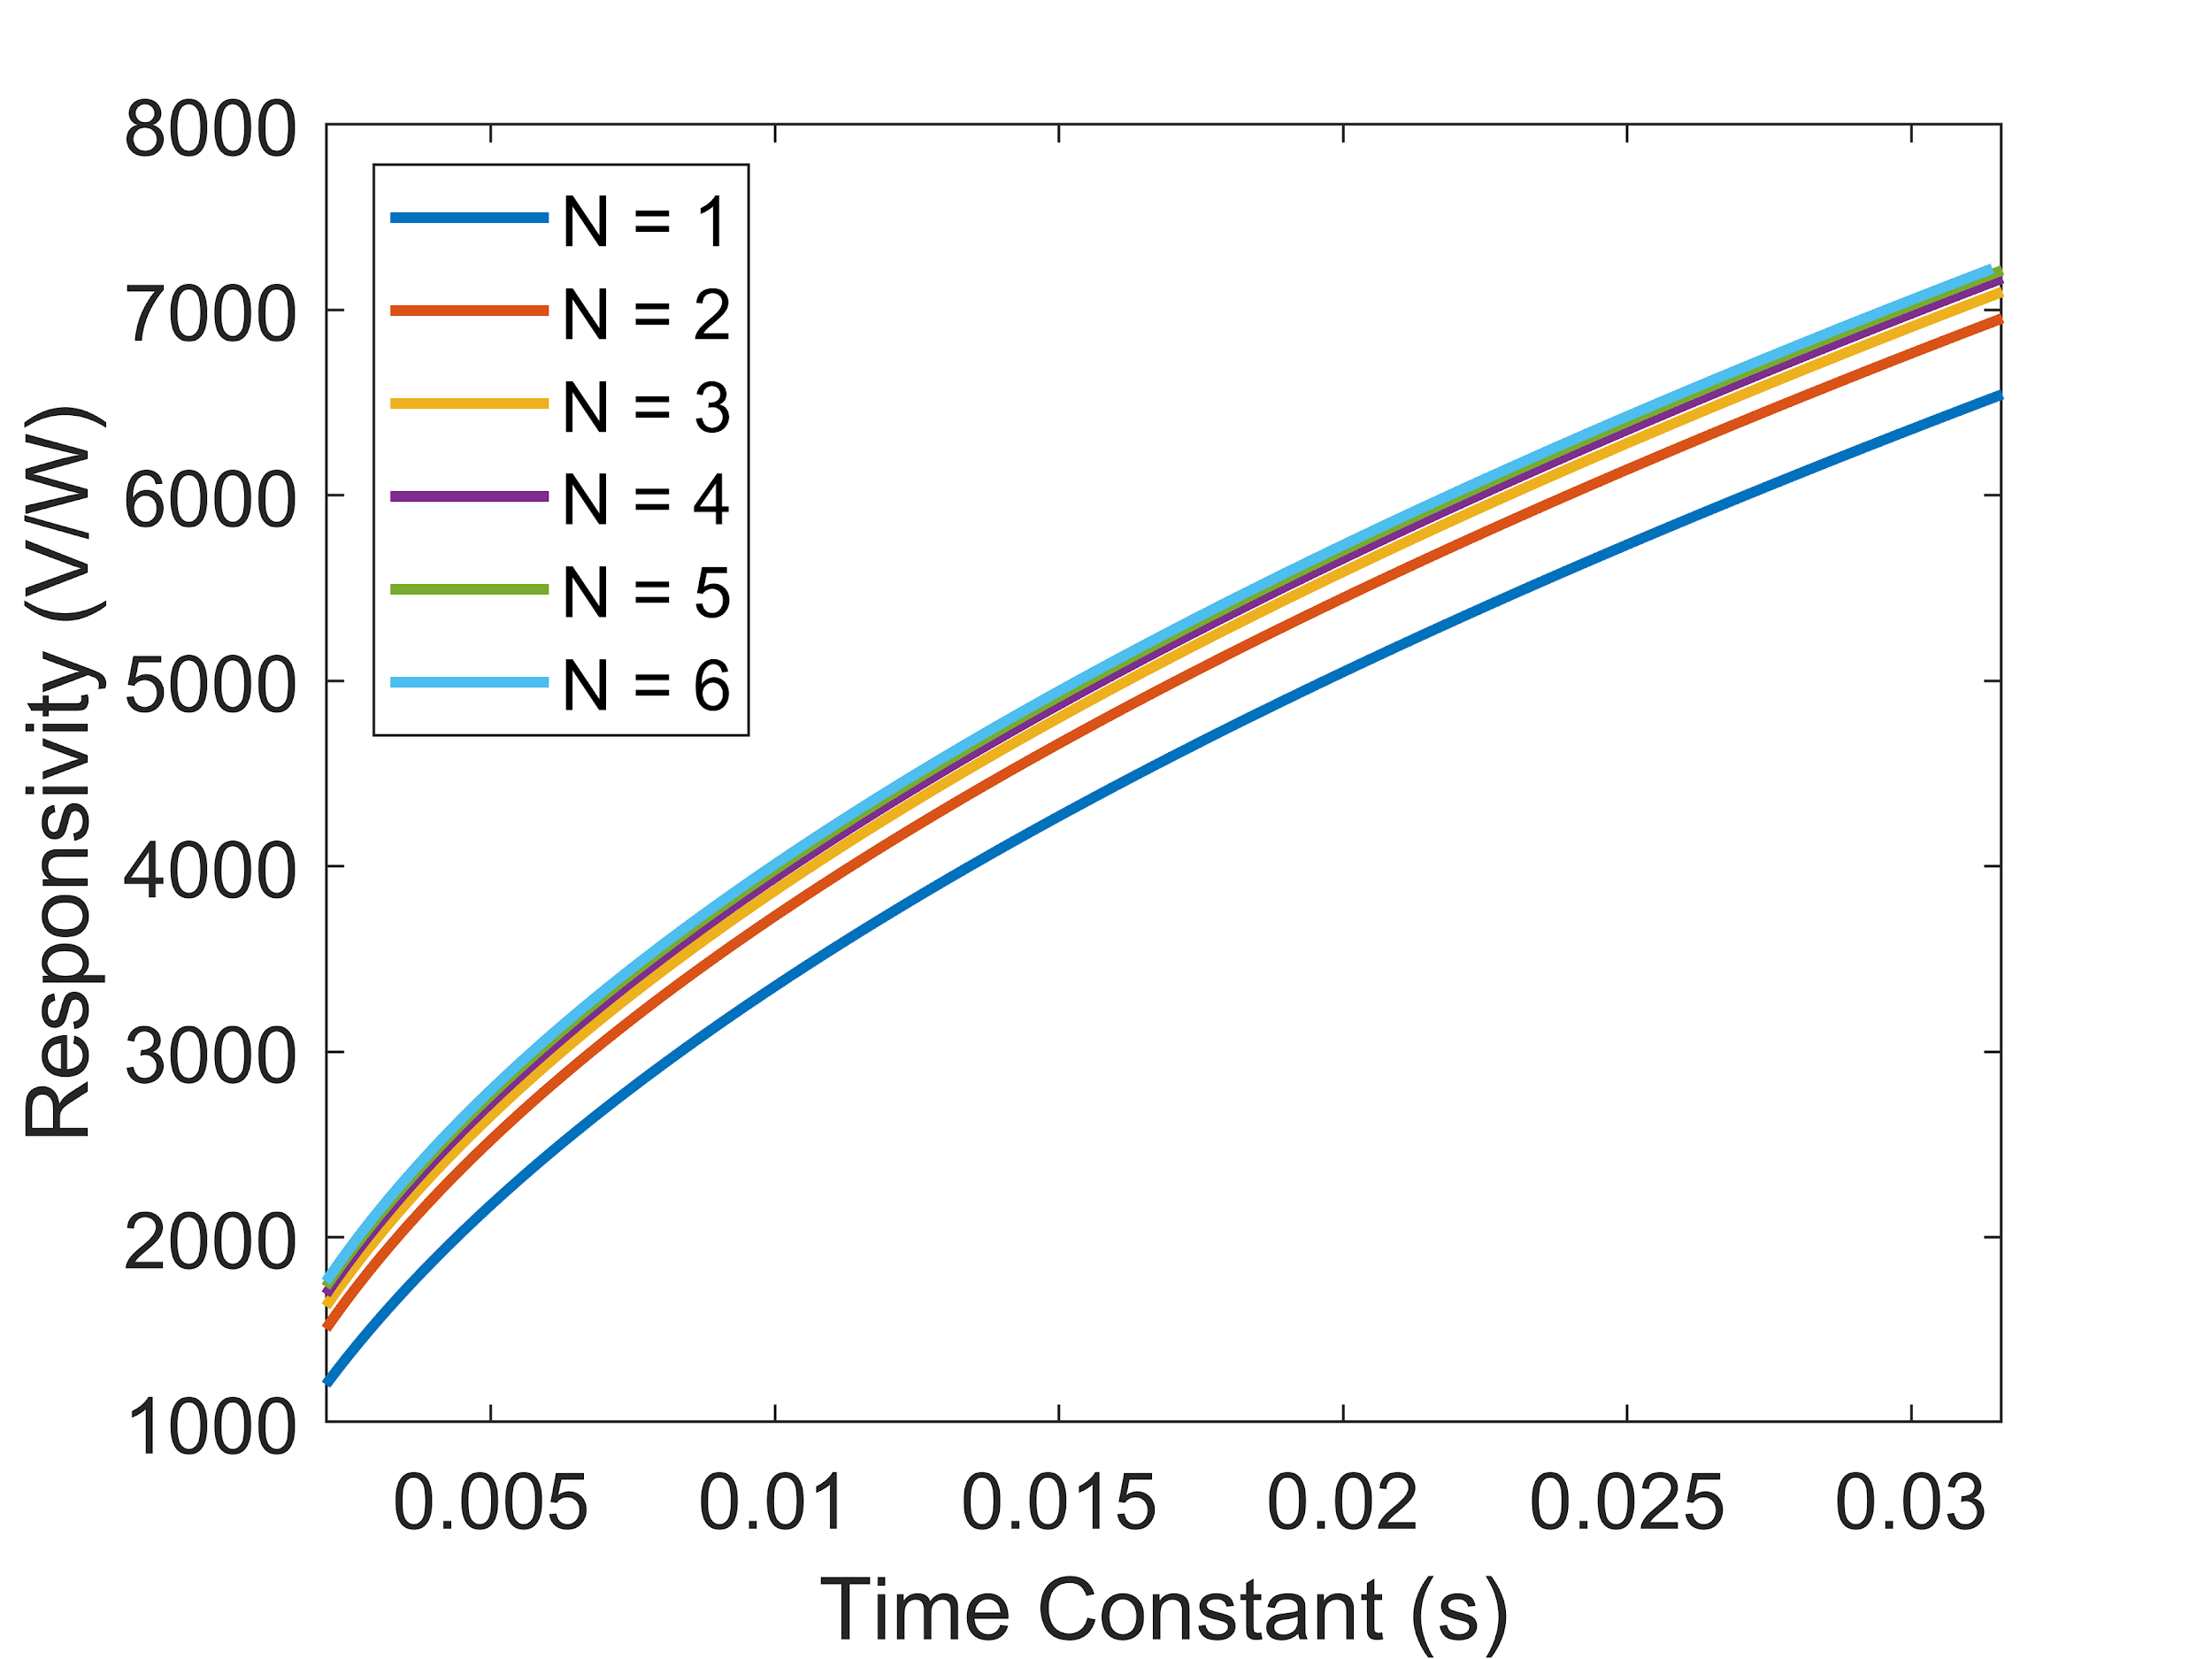 8000
7000
6000
5000
4000
3000
2000
1000
Responsivity (V/W)
N = 1
N = 2
N = 3
N = 4
N = 5
N = 6
0.005 0.01 0.015 0.02 0.025 0.03
Time Constant (s)